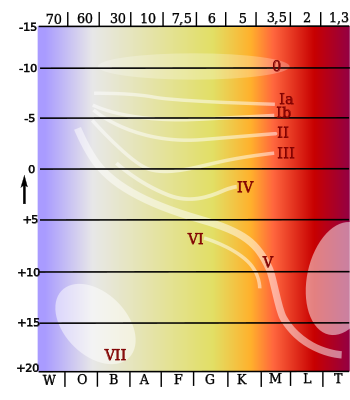 70 60 30 10 7,5 6 5 3,5 2 1,3
-15
-10 0
Ia
Ib
-5
II
III
0
IV
+5
VI
V
+10
+15
VII
+20
W O B A F G K M L T